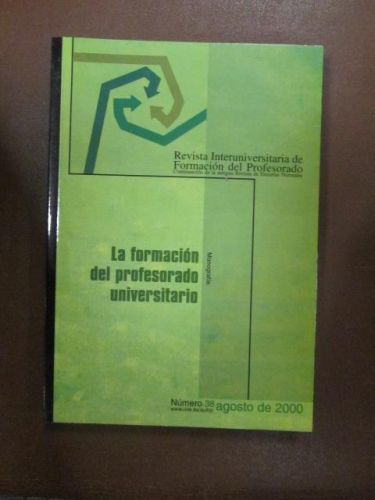 Revista Interuniversitaria de
Formación del Profesorado
Continuación de la antigua Revista de Escuelas Normales
Monografía
La formación
del profesorado
universitario
Número 38
agosto de 2000